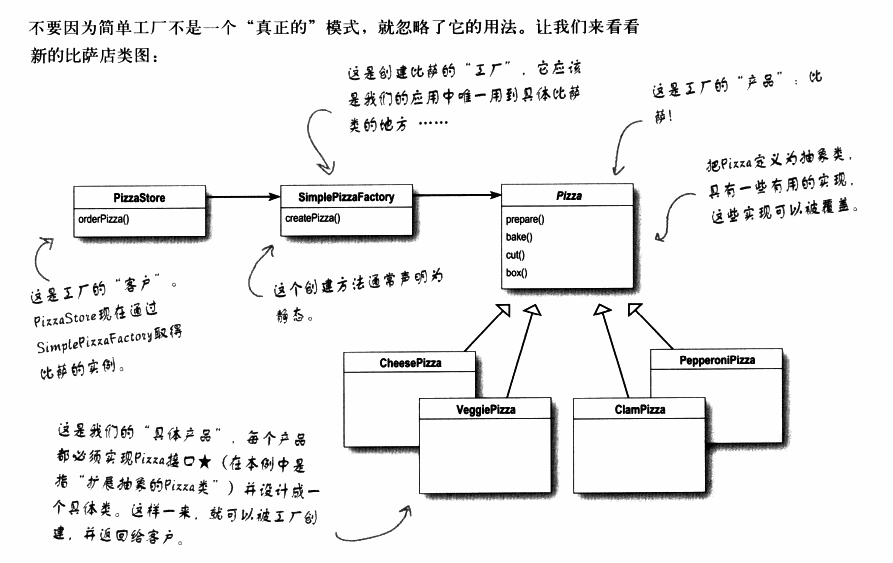 不要因为简单工厂不是一个“真正的”模式，就忽略了它的用法。让我们来看看
新的比萨店类图：
这是创建比萨的“工厂”，它应该
是我们的应用中唯一用到具体比萨
类的地方 ……
这是工厂的“产品”：比
萨！
把Pizza定义为抽象类，
具有一些有用的实现，
这些实现可以被覆盖。
PizzaStore
orderPizza()
SimplePizzaFactory
createPizza()
Pizza
prepare()
bake()
cut()
box()
这是工厂的“客户”。
PizzaStore现在通过
SimplePizzaFactory取得
比萨的实例。
这个创建方法通常声明为
静态。
CheesePizza
VeggiePizza
ClamPizza
PepperoniPizza
这是我们的“具体产品”，每个产品
都必须实现Pizza接口★（在本例中是
指“扩展抽象的Pizza类”）并设计成一
个具体类。这样一来，就可以被工厂创
建，并返回给客户。